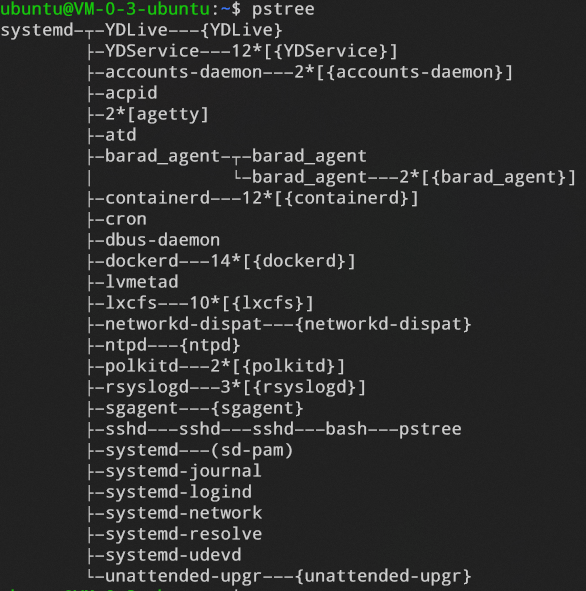 ubuntu@VM-0-3-ubuntu:~$ pstree
systemd─┬─YDLive───{YDLive}
        ├─YDService───12*[{YDService}]
        ├─accounts-daemon───2*[{accounts-daemon}]
        ├─acpid
        ├─2*[agetty]
        ├─atd
        ├─barad_agent─┬─barad_agent
        │             └─barad_agent───2*[{barad_agent}]
        ├─containerd───12*[{containerd}]
        ├─cron
        ├─dbus-daemon
        ├─dockerd───14*[{dockerd}]
        ├─lvmetad
        ├─lxcfs───10*[{lxcfs}]
        ├─networkd-dispat───{networkd-dispat}
        ├─ntpd───{ntpd}
        ├─polkitd───2*[{polkitd}]
        ├─rsyslogd───3*[{rsyslogd}]
        ├─sgagent───{sgagent}
        ├─sshd───sshd───sshd───bash───pstree
        ├─systemd───(sd-pam)
        ├─systemd-journal
        ├─systemd-logind
        ├─systemd-network
        ├─systemd-resolve
        ├─systemd-udevd
        └─unattended-upgr───{unattended-upgr}